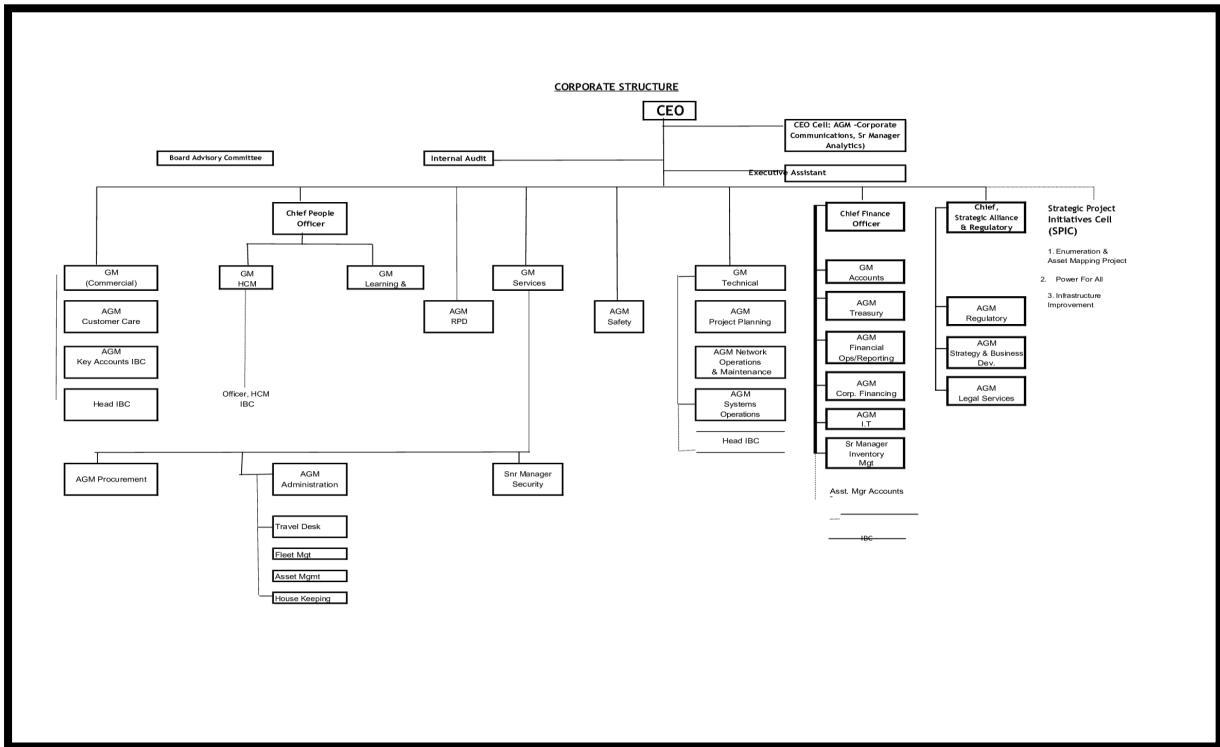 CORPORATE STRUCTURE
CEO
CEO Cell: AGM -Corporate
Communications, Sr Manager
Analytics)
Board Advisory Committee
Internal Audit
Executive Assistant
Chief People
Officer
Chief Finance
Officer
Chief,
Strategic Alliance
& Regulatory
Strategic Project
Initiatives Cell
(SPIC)
1. Enumeration &
Asset Mapping Project
2. Power For All
3. Infrastructure
Improvement
GM
(Commercial)
AGM
Customer Care
AGM
Key Accounts IBC
Head IBC
GM
HCM
Officer, HCM
IBC
GM
Learning &
AGM
RPD
GM
Services
AGM
Safety
GM
Technical
AGM
Project Planning
AGM Network
Operations
& Maintenance
AGM
Systems
Operations
Head IBC
GM
Accounts
AGM
Treasury
AGM
Financial
Ops/Reporting
AGM
Corp. Financing
AGM
I.T
Sr Manager
Inventory
Mgt
Asst. Mgr Accounts
IBC
AGM
Regulatory
AGM
Strategy & Business
Dev.
AGM
Legal Services
AGM Procurement
AGM
Administration
Snr Manager
Security
Travel Desk
Fleet Mgt
Asset Mgmt
House Keeping